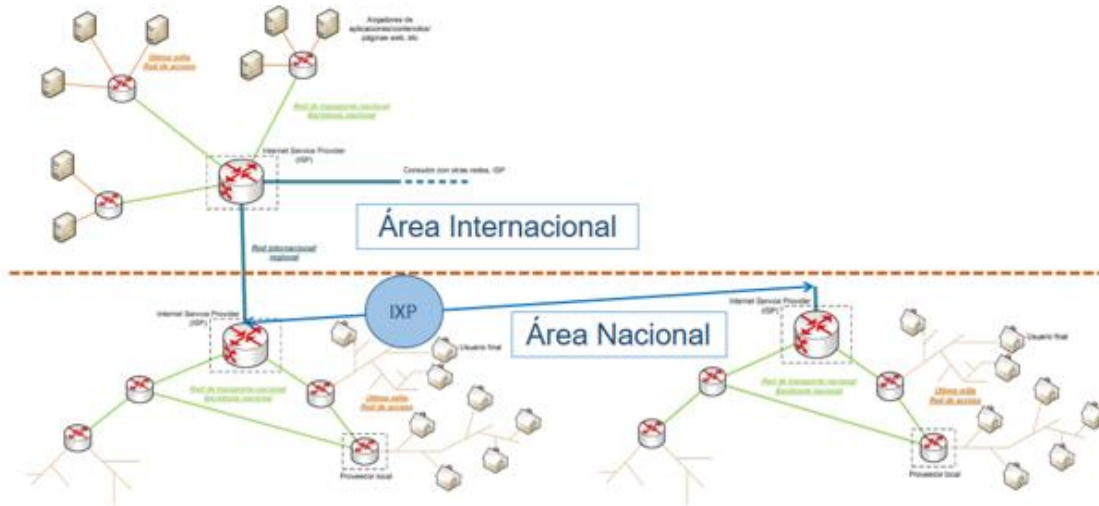 Alojadores de
aplicaciones/contenidos/
páginas web, etc
Última milla
Red de acceso
Red de transporte nacional
Backbone nacional
Internet Service Provider
(ISP)
Conexión con otras redes, ISP
Área Internacional
Red internacional/
regional
Internet Service Provider
(ISP)
IXP
Área Nacional
Usuario final
Red de transporte nacional
Backbone nacional
Última milla
Red de acceso
Proveedor local
Internet Service Provider
(ISP)
Usuario final
Red de transporte nacional
Backbone nacional
Última milla
Red de acceso
Proveedor local